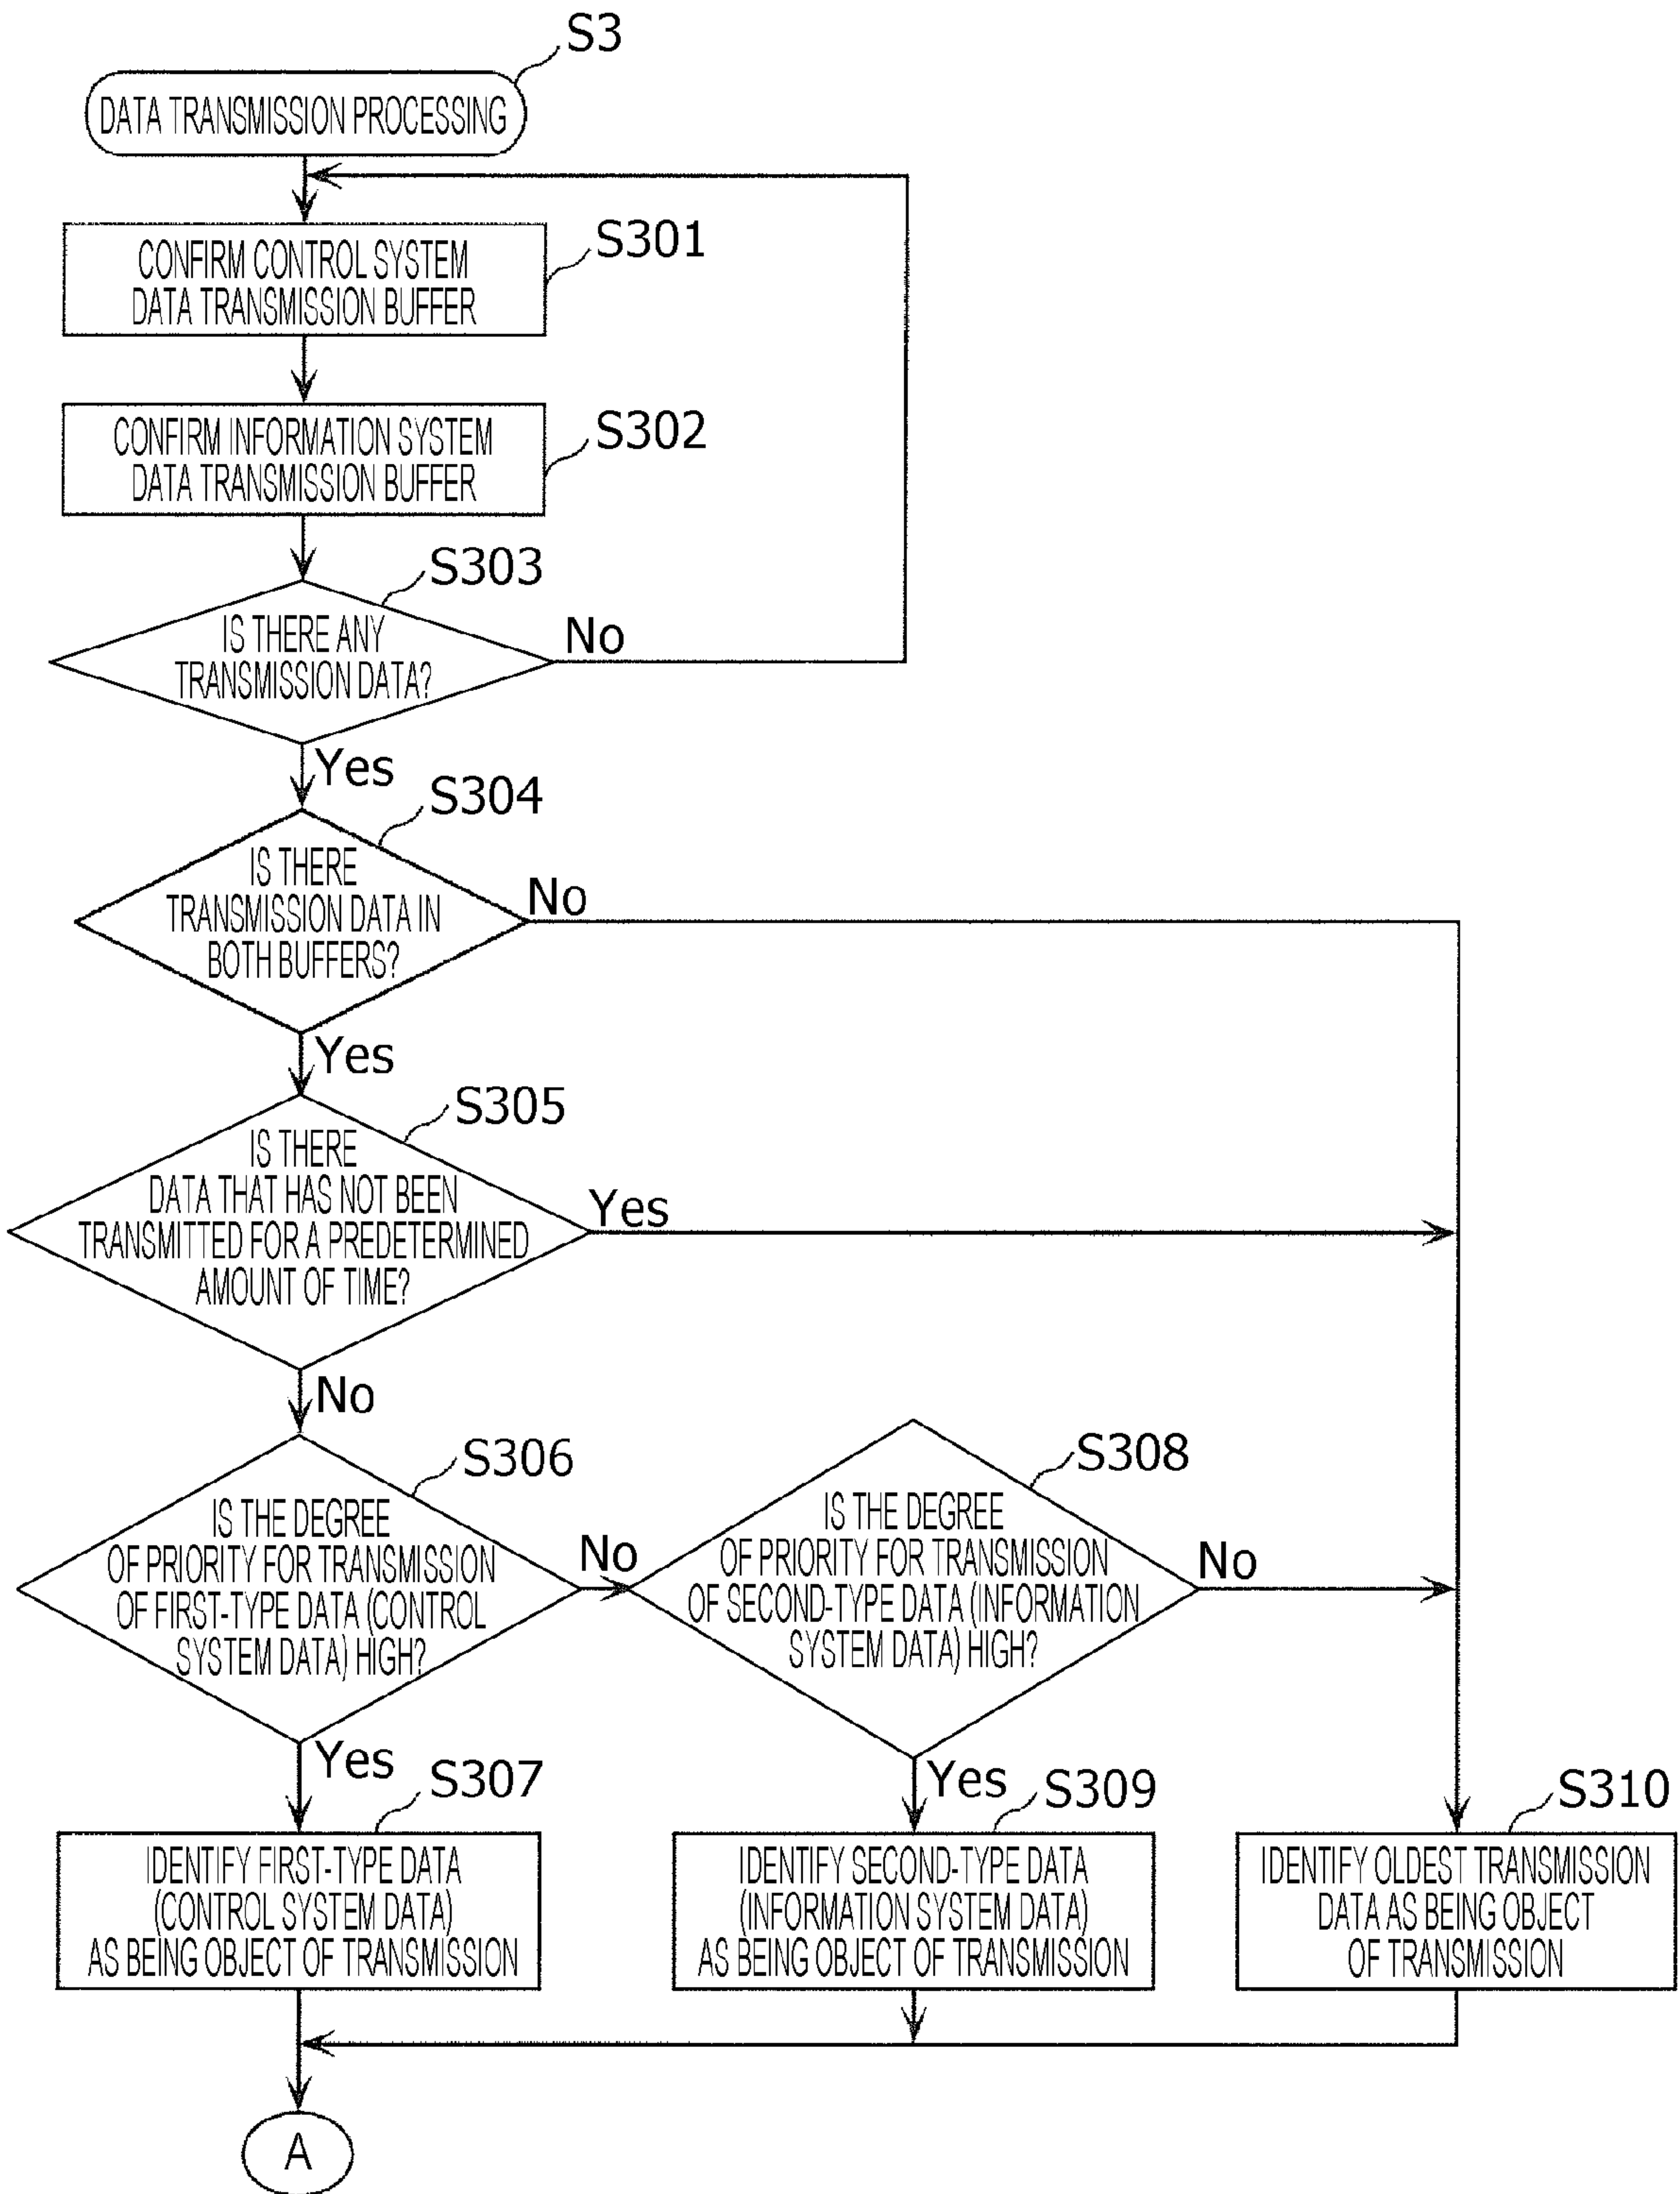 S3
DATA TRANSMISSION PROCESSING
S301
CONFIRM CONTROL SYSTEM
DATA TRANSMISSION BUFFER
S302
CONFIRM INFORMATION SYSTEM
DATA TRANSMISSION BUFFER
S303
IS THERE ANY
TRANSMISSION DATA?
No
Yes
S304
IS THERE
TRANSMISSION DATA IN
BOTH BUFFERS?
No
Yes
S305
IS THERE
DATA THAT HAS NOT BEEN
TRANSMITTED FOR A PREDETERMINED
AMOUNT OF TIME?
Yes
No
S306
IS THE DEGREE
OF PRIORITY FOR TRANSMISSION
OF FIRST-TYPE DATA (CONTROL
SYSTEM DATA) HIGH?
No
Yes
S308
IS THE DEGREE
OF PRIORITY FOR TRANSMISSION
OF SECOND-TYPE DATA (INFORMATION
SYSTEM DATA) HIGH?
No
Yes
S307
IDENTIFY FIRST-TYPE DATA
(CONTROL SYSTEM DATA)
AS BEING OBJECT OF TRANSMISSION
S309
IDENTIFY SECOND-TYPE DATA
(INFORMATION SYSTEM DATA)
AS BEING OBJECT OF TRANSMISSION
S310
IDENTIFY OLDEST TRANSMISSION
DATA AS BEING OBJECT
OF TRANSMISSION
A